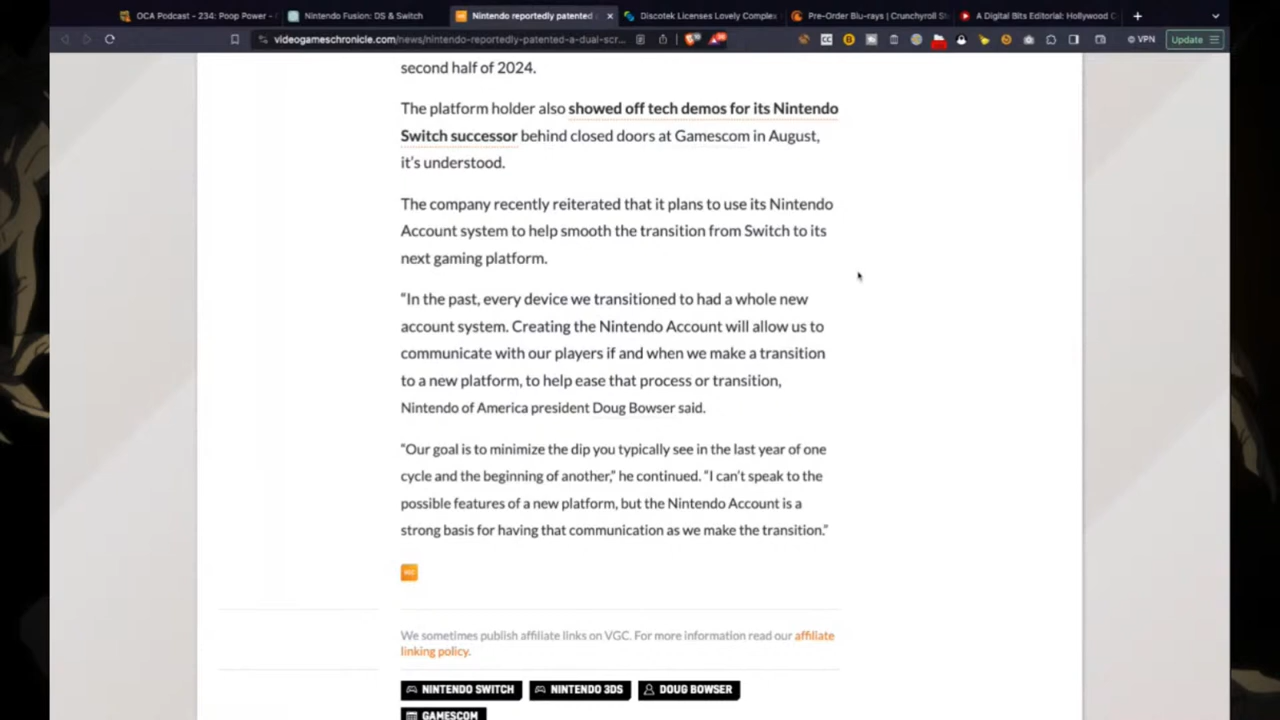 OCA Podcast - 234: Poop Power -
Nintendo Fusion: DS & Switch
Nintendo reportedly patented
Discotek Licenses Lovely Complex
Pre-Order Blu-rays | Crunchyroll St
A Digital Bits Editorial: Hollywood C
videogameschronicle.com/news/nintendo-reportedly-patented-a-dual-scr...
VPN
Update
second half of 2024.
The platform holder also showed off tech demos for its Nintendo
Switch successor behind closed doors at Gamescom in August,
it's understood.
The company recently reiterated that it plans to use its Nintendo
Account system to help smooth the transition from Switch to its
next gaming platform.
“In the past, every device we transitioned to had a whole new
account system. Creating the Nintendo Account will allow us to
communicate with our players if and when we make a transition
to a new platform, to help ease that process or transition,
Nintendo of America president Doug Bowser said.
“Our goal is to minimize the dip you typically see in the last year of one
cycle and the beginning of another,” he continued. “I can't speak to the
possible features of a new platform, but the Nintendo Account is a
strong basis for having that communication as we make the transition.”
We sometimes publish affiliate links on VGC. For more information read our affiliate
linking policy.
NINTENDO SWITCH
NINTENDO 3DS
DOUG BOWSER
GAMESCOM